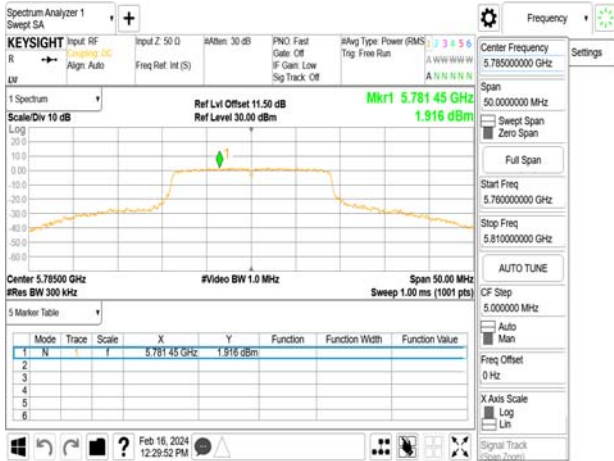 Spectrum Analyzer 1
Swept SA
Frequency
KEYSIGHT
R
LM
Input: RF
Coupling: DC
Align: Auto
Input Z: 50 Ω
Freq Ref: Int (S)
#Atten: 30 dB
PNO: Fast
Gate: Off
IF Gain: Low
Sig Track: Off
#Avg Type: Power (RMS
Trig: Free Run
1 2 3 4 5 6
A W W W W W
A N N N N N
Center Frequency
5.785000000 GHz
Settings
Span
50.0000000 MHz
Swept Span
Zero Span
Full Span
Start Freq
5.760000000 GHz
Stop Freq
5.810000000 GHz
AUTO TUNE
CF Step
5.000000 MHz
Auto
Man
Freq Offset
0 Hz
X Axis Scale
Log
Lin
Signal Track
(Span Zoom)
1 Spectrum
Scale/Div 10 dB
Ref Lvl Offset 11.50 dB
Ref Level 30.00 dBm
Mkr1 5.781 45 GHz
1.916 dBm
Log
20.0
10.0
0.00
-10.0
-20.0
-30.0
-40.0
-50.0
-60.0
1
Center 5.78500 GHz
#Res BW 300 kHz
#Video BW 1.0 MHz
Span 50.00 MHz
Sweep 1.00 ms (1001 pts)
5 Marker Table
Mode Trace Scale X Y Function Function Width Function Value
1 N 1 f 5.781 45 GHz 1.916 dBm
2
3
4
5
6
Feb 16, 2024
12:29:52 PM